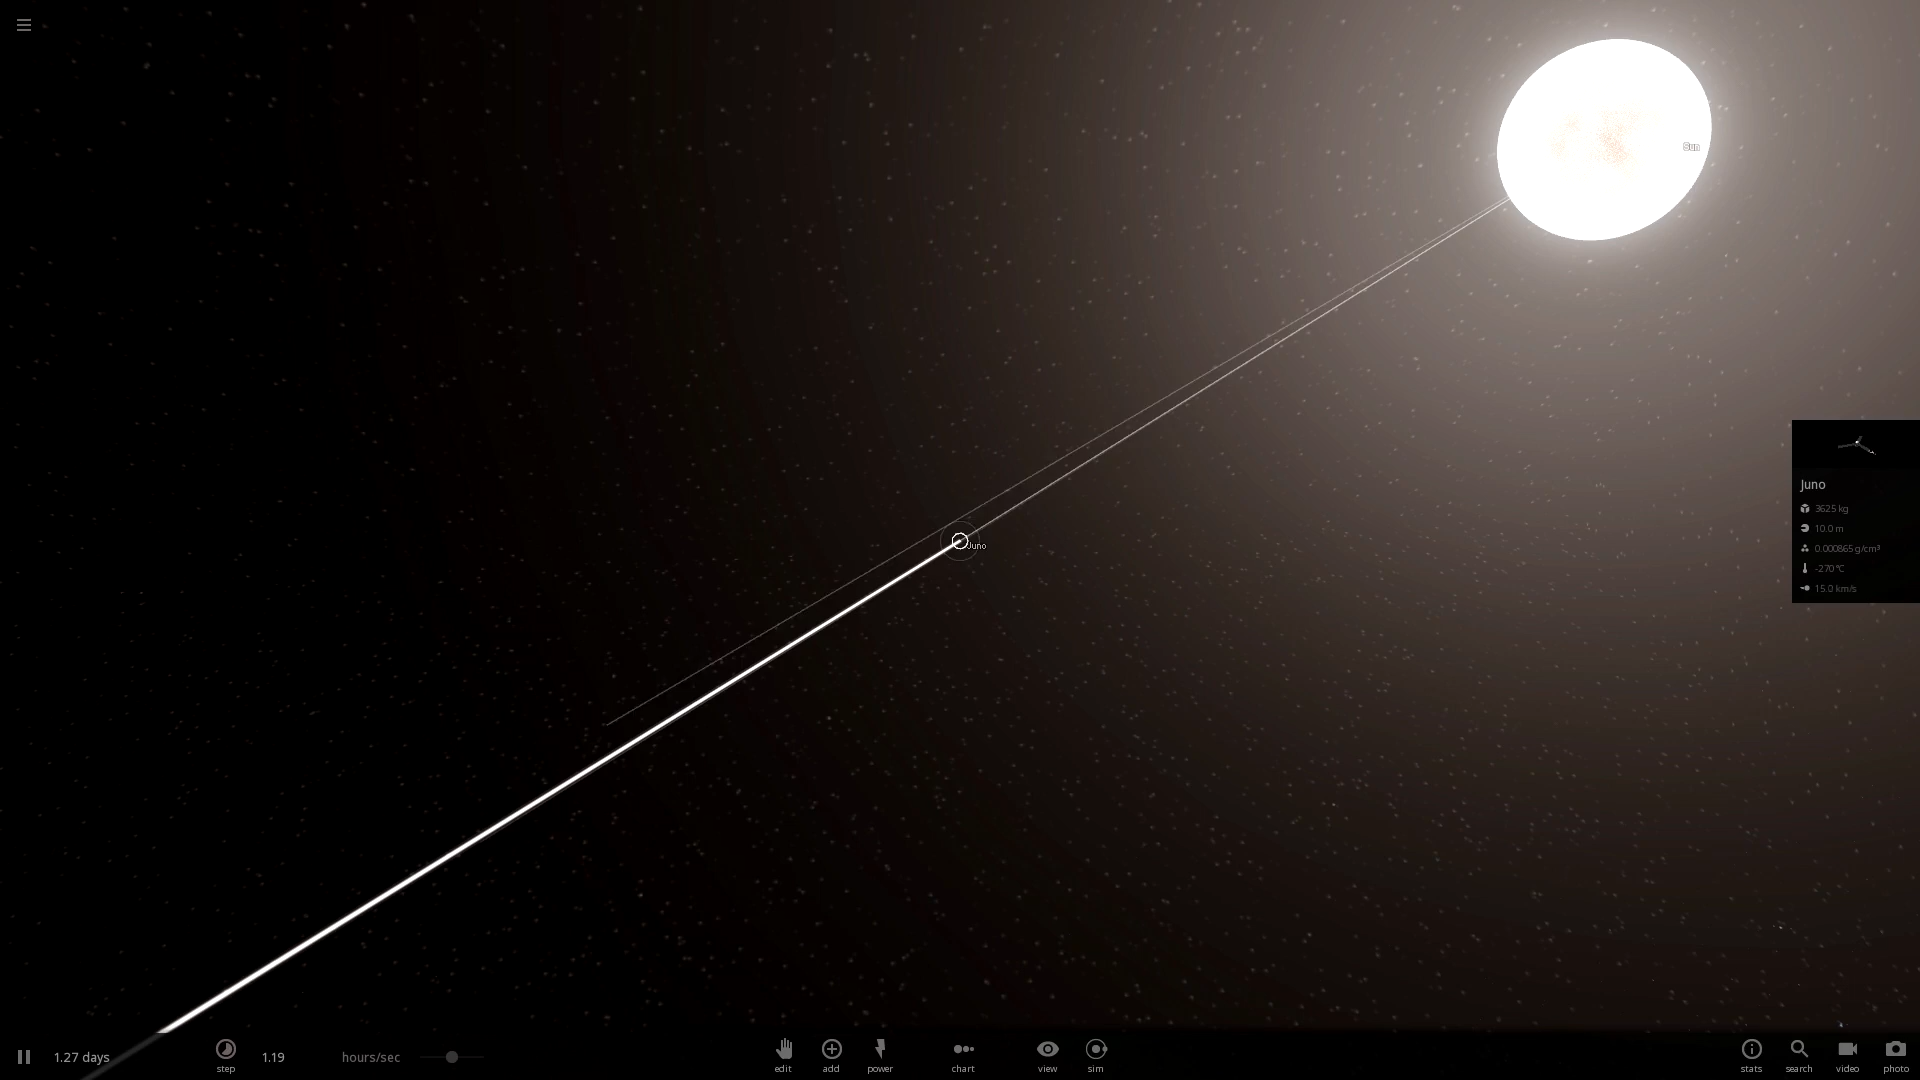 Sun
Juno
Juno
3625 kg
10.0 m
0.000865 g/cm³
-270 °C
15.0 km/s
1.27 days
step
1.19
hours/sec
edit
add
power
chart
view
sim
stats
search
video
photo